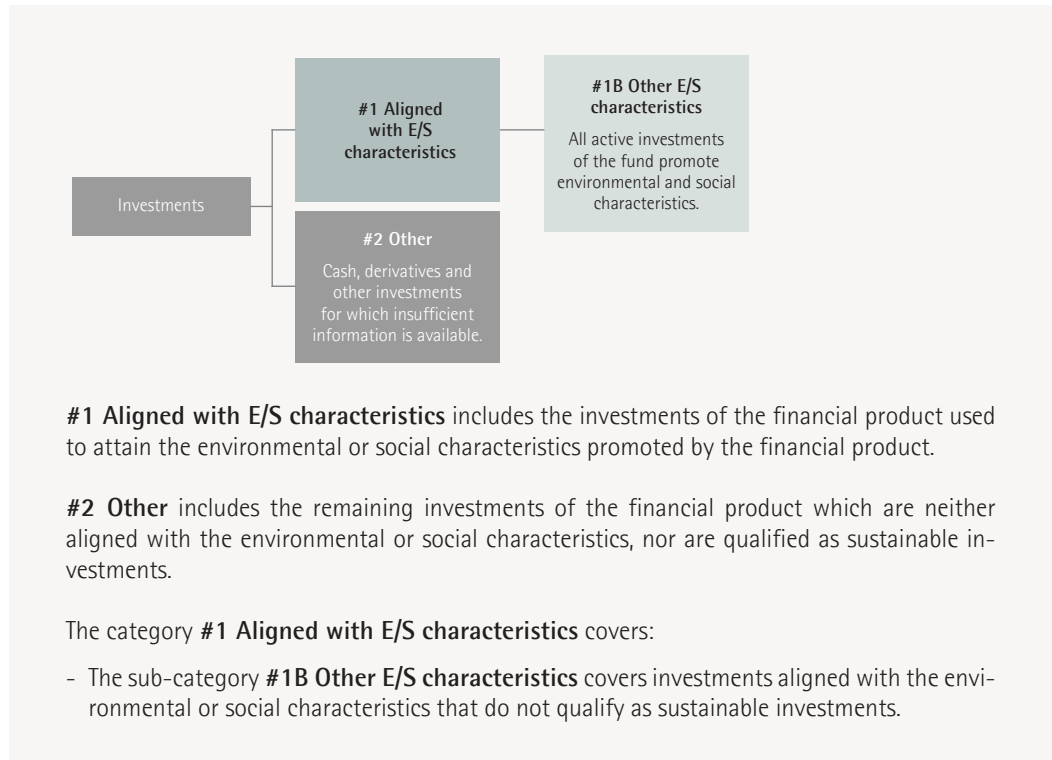 #1 Aligned
with E/S
characteristics
#1B Other E/S
characteristics
All active investments
of the fund promote
environmental and social
characteristics.
Investments
#2 Other
Cash, derivatives and
other investments
for which insufficient
information is available.
#1 Aligned with E/S characteristics includes the investments of the financial product used
to attain the environmental or social characteristics promoted by the financial product.
#2 Other includes the remaining investments of the financial product which are neither
aligned with the environmental or social characteristics, nor are qualified as sustainable in-
vestments.
The category #1 Aligned with E/S characteristics covers:
- The sub-category #1B Other E/S characteristics covers investments aligned with the envi-
ronmental or social characteristics that do not qualify as sustainable investments.